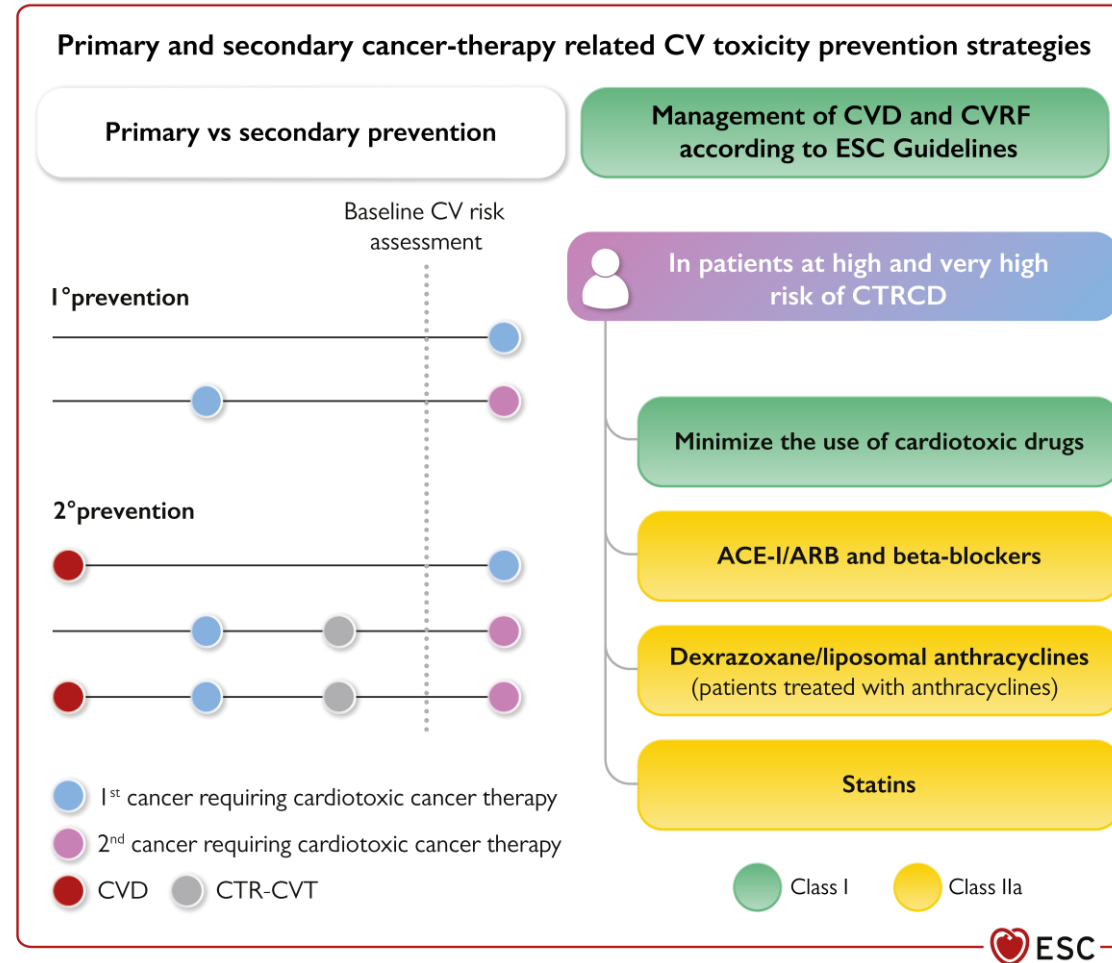 Primary and secondary cancer-therapy related CV toxicity prevention strategies
Primary vs secondary prevention
Baseline CV risk
assessment
1°prevention
2°prevention
1st cancer requiring cardiotoxic cancer therapy
2nd cancer requiring cardiotoxic cancer therapy
CVD
CTR-CVT
Management of CVD and CVRF
according to ESC Guidelines
In patients at high and very high
risk of CTRCD
Minimize the use of cardiotoxic drugs
ACE-I/ARB and beta-blockers
Dexrazoxane/liposomal anthracyclines
(patients treated with anthracyclines)
Statins
Class I
Class IIa
ESC